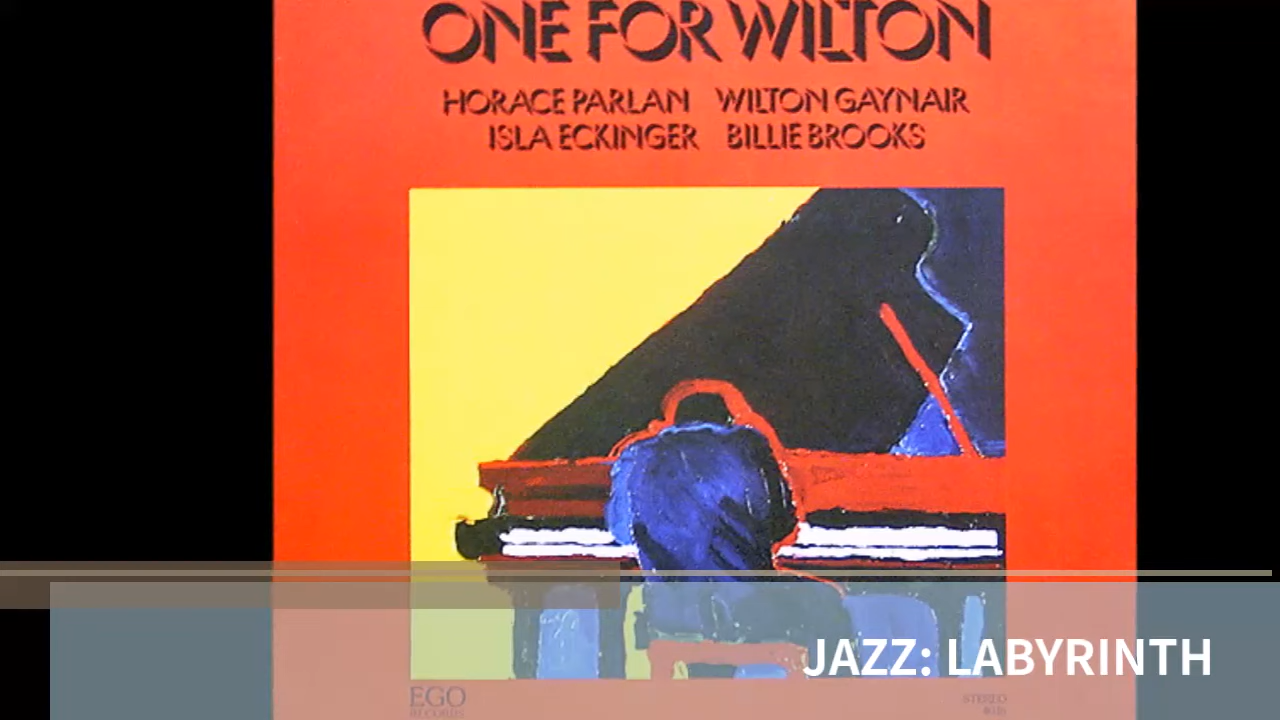 ONE FOR WILTON
HORACE PARLAN WILTON GAYNAIR
ISLA ECKINGER BILLIE BROOKS
JAZZ: LABYRINTH
EGO STEREO
RECORDS